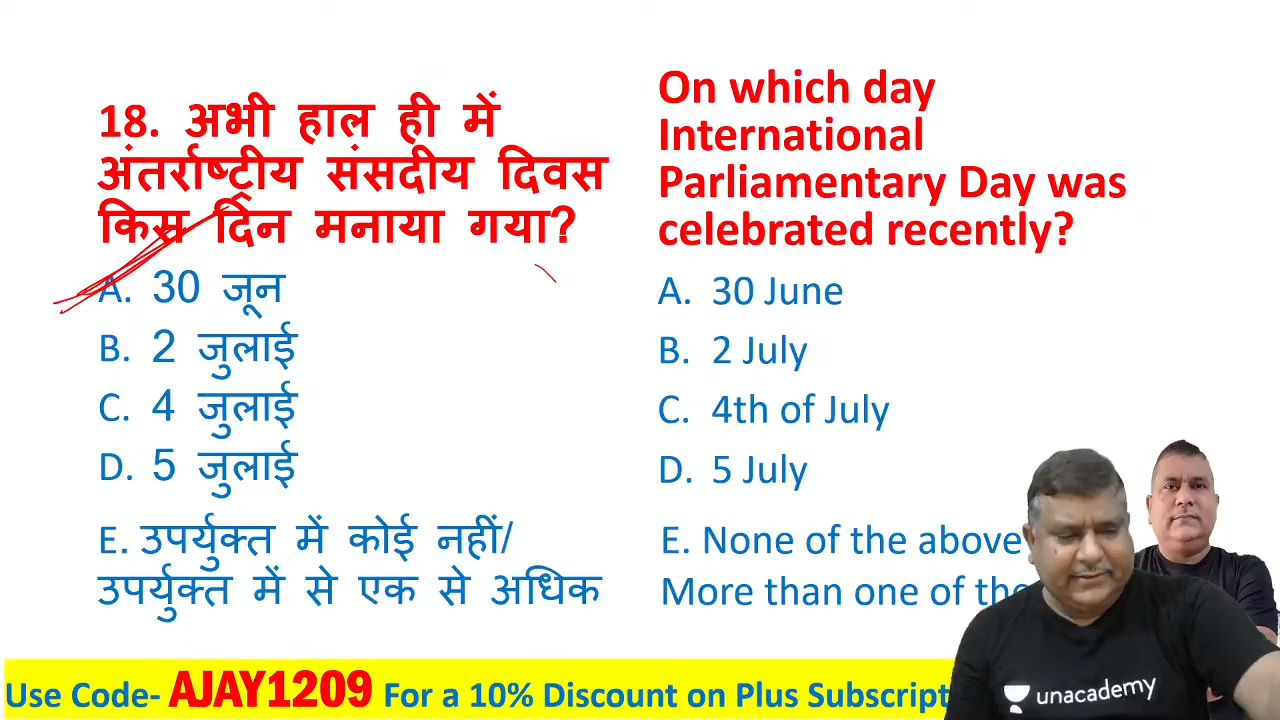 18. अभी हाल ही में
अंतर्राष्ट्रीय संसदीय दिवस
किस दिन मनाया गया?
A. 30 जून
B. 2 जुलाई
C. 4 जुलाई
D. 5 जुलाई
E. उपर्युक्त में कोई नहीं/
उपर्युक्त में से एक से अधिक
On which day
International
Parliamentary Day was
celebrated recently?
A. 30 June
B. 2 July
C. 4th of July
D. 5 July
E. None of the above
More than one of the
Use Code- AJAY1209 For a 10% Discount on Plus Subscript
unacademy